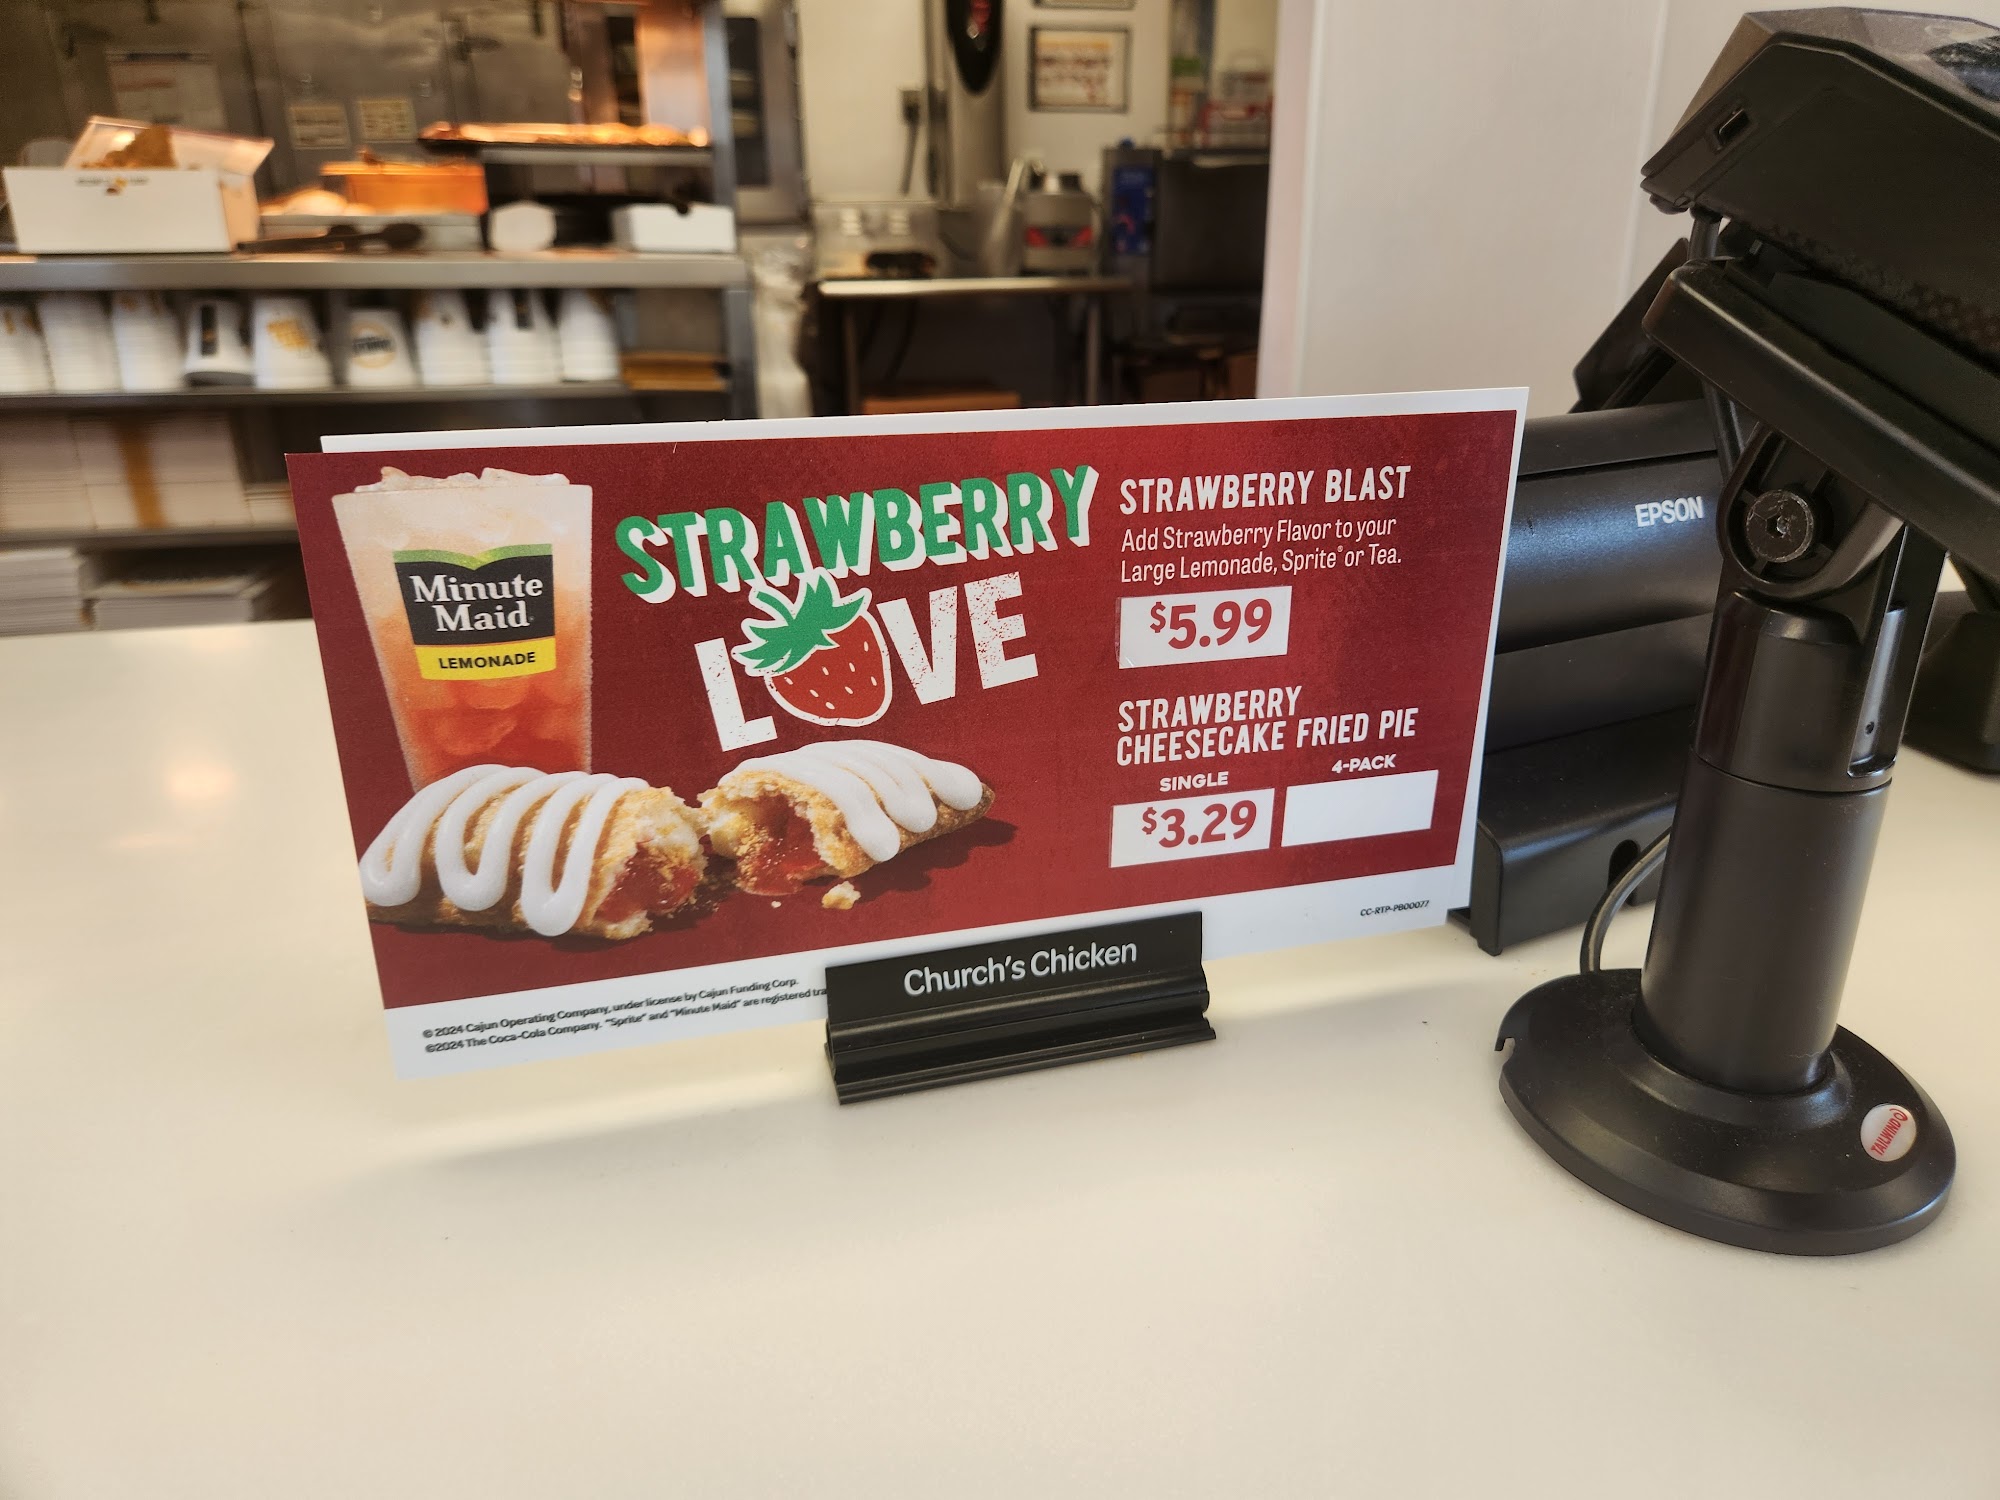 Minute
Maid
LEMONADE
STRAWBERRY
LOVE
STRAWBERRY BLAST
Add Strawberry Flavor to your
Large Lemonade, Sprite® or Tea.
$5.99
STRAWBERRY
CHEESECAKE FRIED PIE
SINGLE
4-PACK
$3.29
CC-RTP-PB00077
© 2024 Cajun Operating Company, under license by Cajun Funding Corp.
©2024 The Coca-Cola Company. "Sprite" and "Minute Maid" are registered tra
Church's Chicken
EPSON
TAILWIND